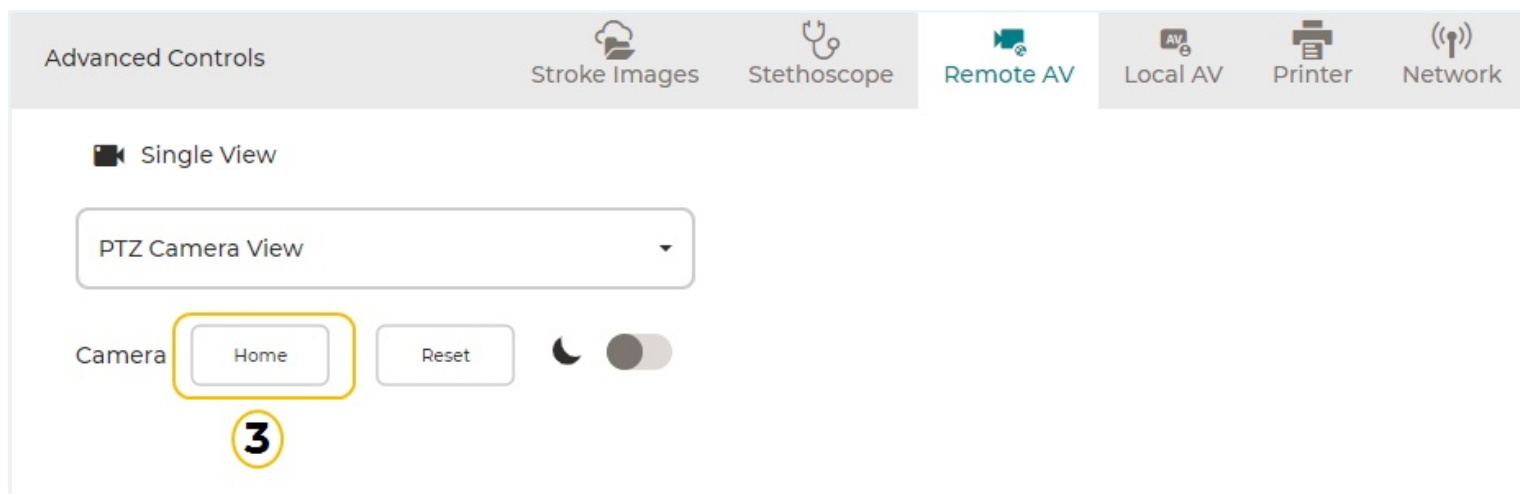 Advanced Controls
Stroke Images
Stethoscope
Remote AV
AV
Local AV
Printer
Network
Single View
PTZ Camera View
Camera
Home
Reset
3